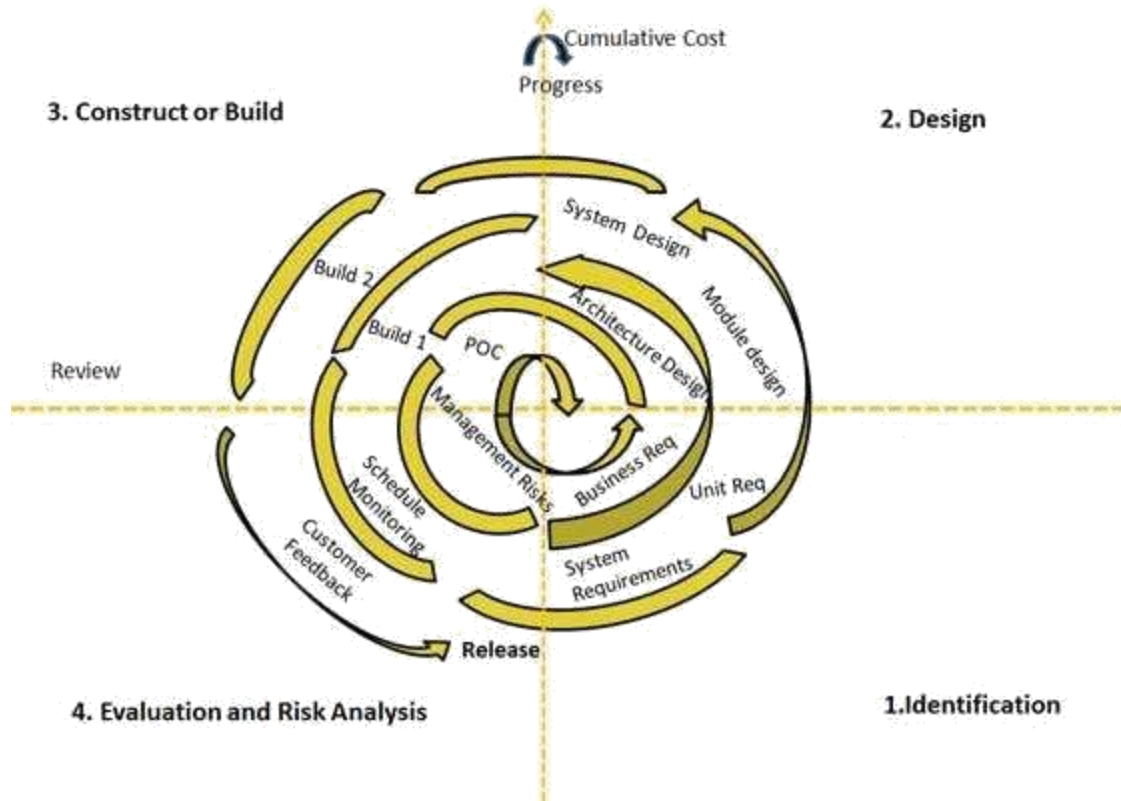 Cumulative Cost
Progress
3. Construct or Build
2. Design
System Design
Build 2
Module design
Architecture Design
Build 1
POC
Review
Management Risks
Business Req
Unit Req
Schedule
Monitoring
Customer
Feedback
System
Requirements
Release
4. Evaluation and Risk Analysis
1.Identification